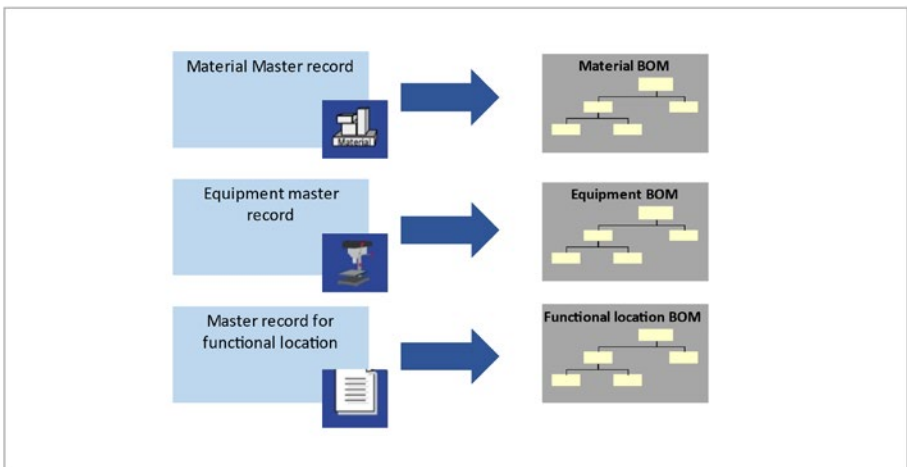 Material Master record
Material
Material BOM
Equipment master
record
Equipment BOM
Master record for
functional location
Functional location BOM